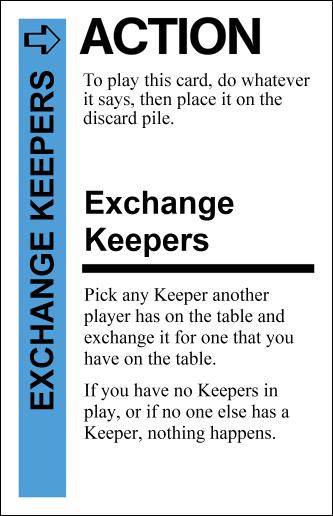 EXCHANGE KEEPERS
ACTION
To play this card, do whatever
it says, then place it on the
discard pile.
Exchange
Keepers
Pick any Keeper another
player has on the table and
exchange it for one that you
have on the table.
If you have no Keepers in
play, or if no one else has a
Keeper, nothing happens.